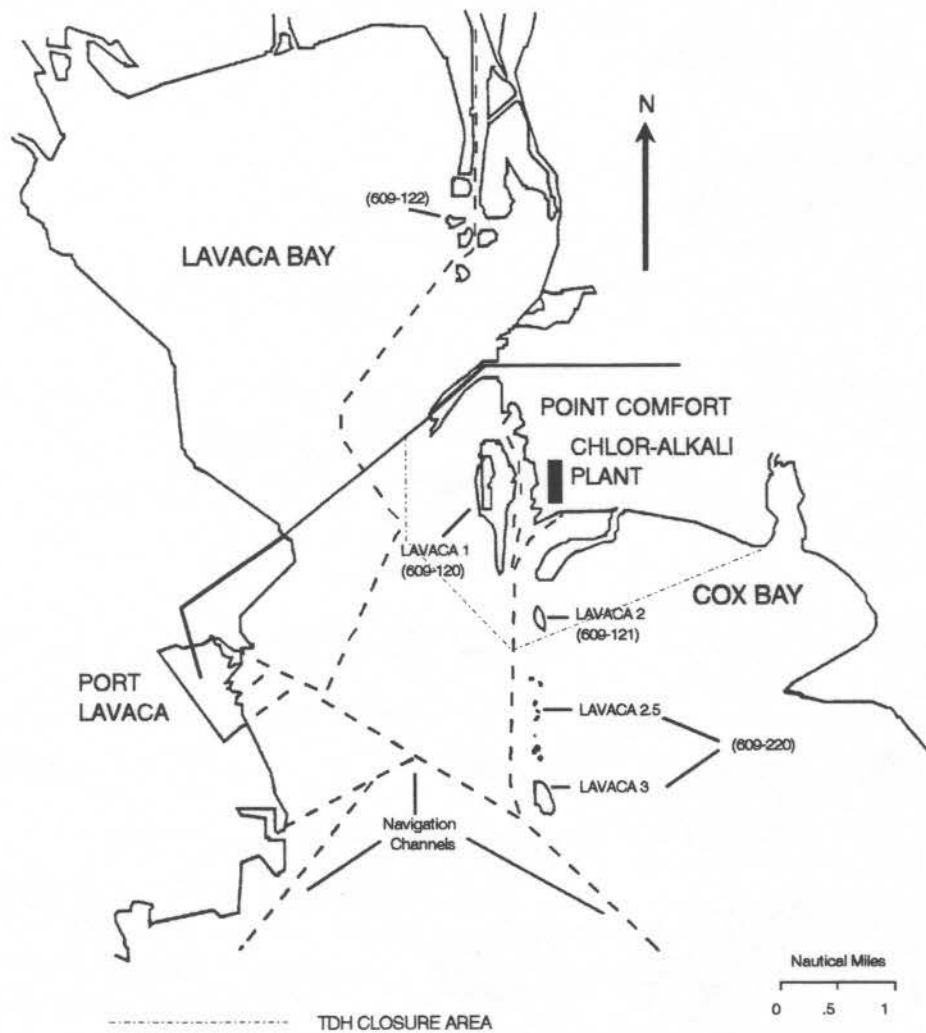 N
(609-122)
LAVACA BAY
POINT COMFORT
CHLOR-ALKALI
PLANT
LAVACA 1
(609-120)
COX BAY
LAVACA 2
(609-121)
PORT
LAVACA
LAVACA 2.5
(609-220)
LAVACA 3
Navigation
Channels
Nautical Miles
0 .5 1
TDH CLOSURE AREA